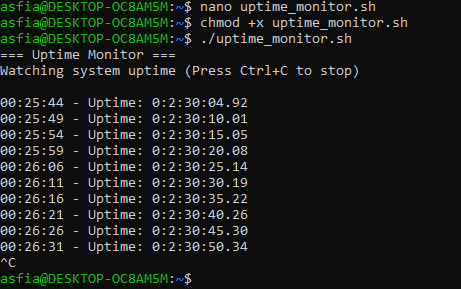 asfia@DESKTOP-OC8AM5M:~$ nano uptime_monitor.sh
asfia@DESKTOP-OC8AM5M:~$ chmod +x uptime_monitor.sh
asfia@DESKTOP-OC8AM5M:~$ ./uptime_monitor.sh
=== Uptime Monitor ===
Watching system uptime (Press Ctrl+C to stop)
00:25:44 - Uptime: 0:2:30:04.92
00:25:49 - Uptime: 0:2:30:10.01
00:25:54 - Uptime: 0:2:30:15.05
00:25:59 - Uptime: 0:2:30:20.08
00:26:06 - Uptime: 0:2:30:25.14
00:26:11 - Uptime: 0:2:30:30.19
00:26:16 - Uptime: 0:2:30:35.22
00:26:21 - Uptime: 0:2:30:40.26
00:26:26 - Uptime: 0:2:30:45.30
00:26:31 - Uptime: 0:2:30:50.34
^C
asfia@DESKTOP-OC8AM5M:~$